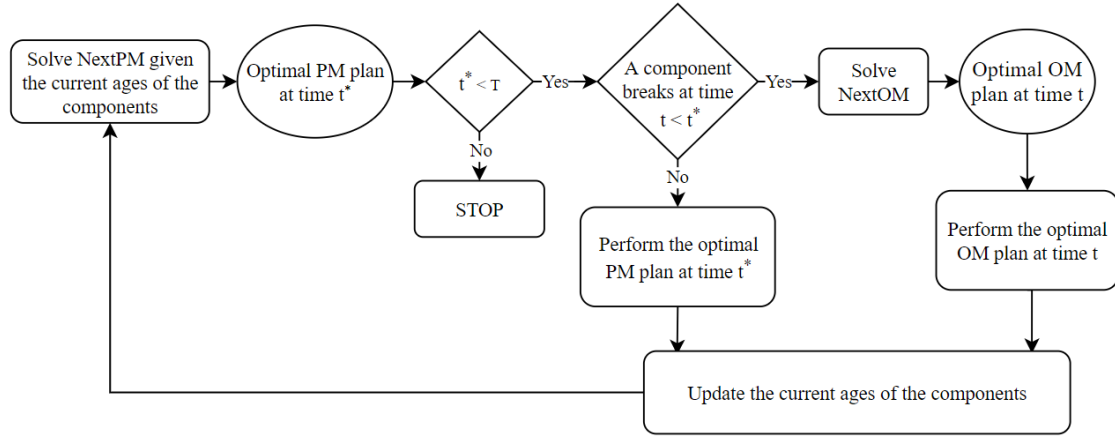 Solve NextPM given
the current ages of the
components
Optimal PM plan
at time t*
t* < T
Yes
A component
breaks at time
t < t*
Yes
Solve
NextOM
Optimal OM
plan at time t
No
STOP
No
Perform the optimal
PM plan at time t*
Perform the optimal
OM plan at time t
Update the current ages of the components